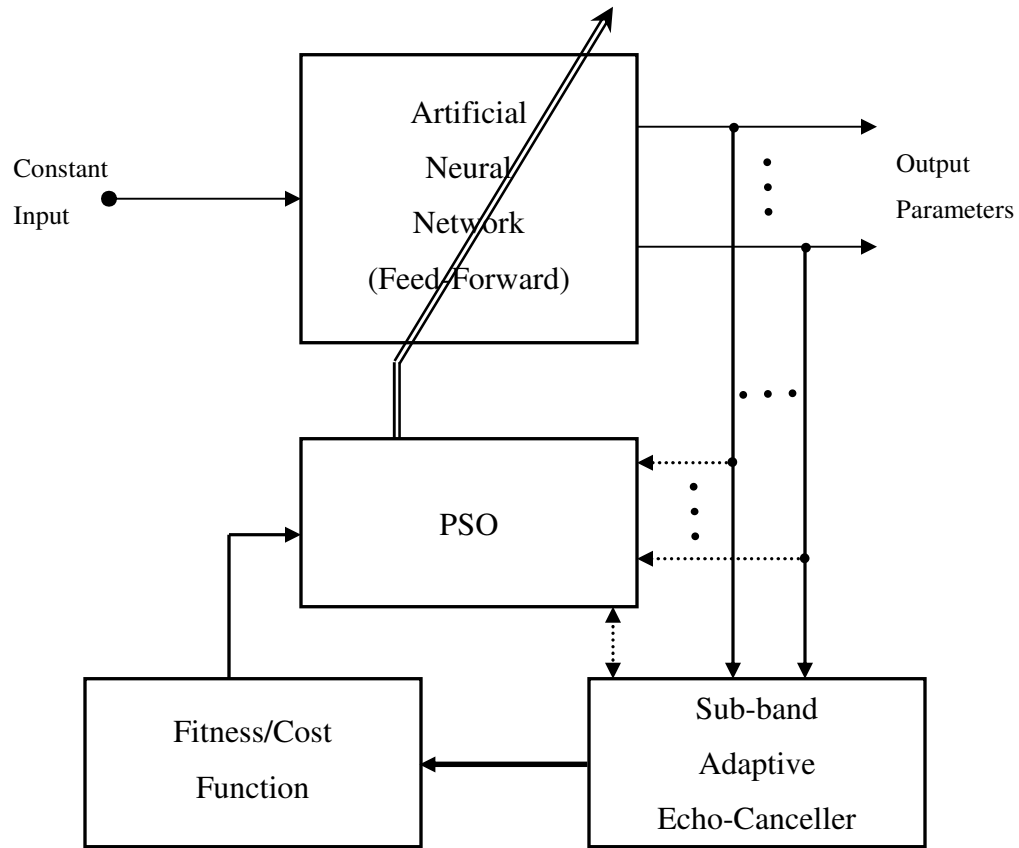 Constant
Input
Artificial
Neural
Network
(Feed-Forward)
Output
Parameters
PSO
Fitness/Cost
Function
Sub-band
Adaptive
Echo-Canceller